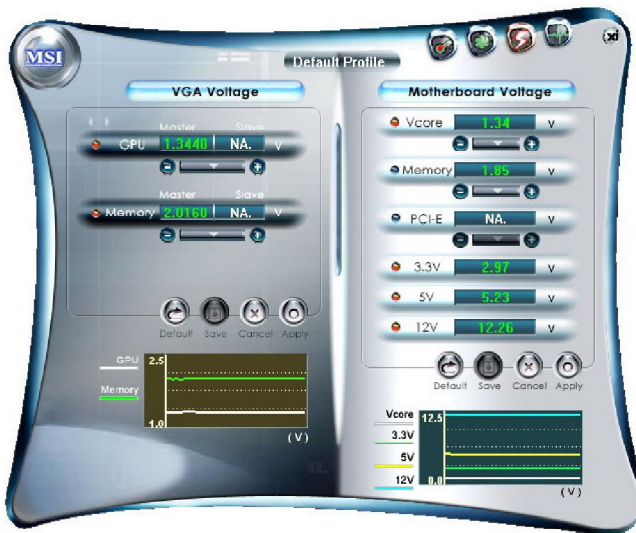 MSI
Default Profile
VGA Voltage
Master Slave
GPU 1.3440 NA. V
Master Slave
Memory 2.0160 NA. V
Default Save Cancel Apply
GPU
Memory
2.5
1.0
(V)
Motherboard Voltage
Vcore 1.34 V
Memory 1.85 V
PCI-E NA. V
3.3V 2.97 V
5V 5.23 V
12V 12.26 V
Default Save Cancel Apply
Vcore
3.3V
5V
12V
12.5
0.0
(V)